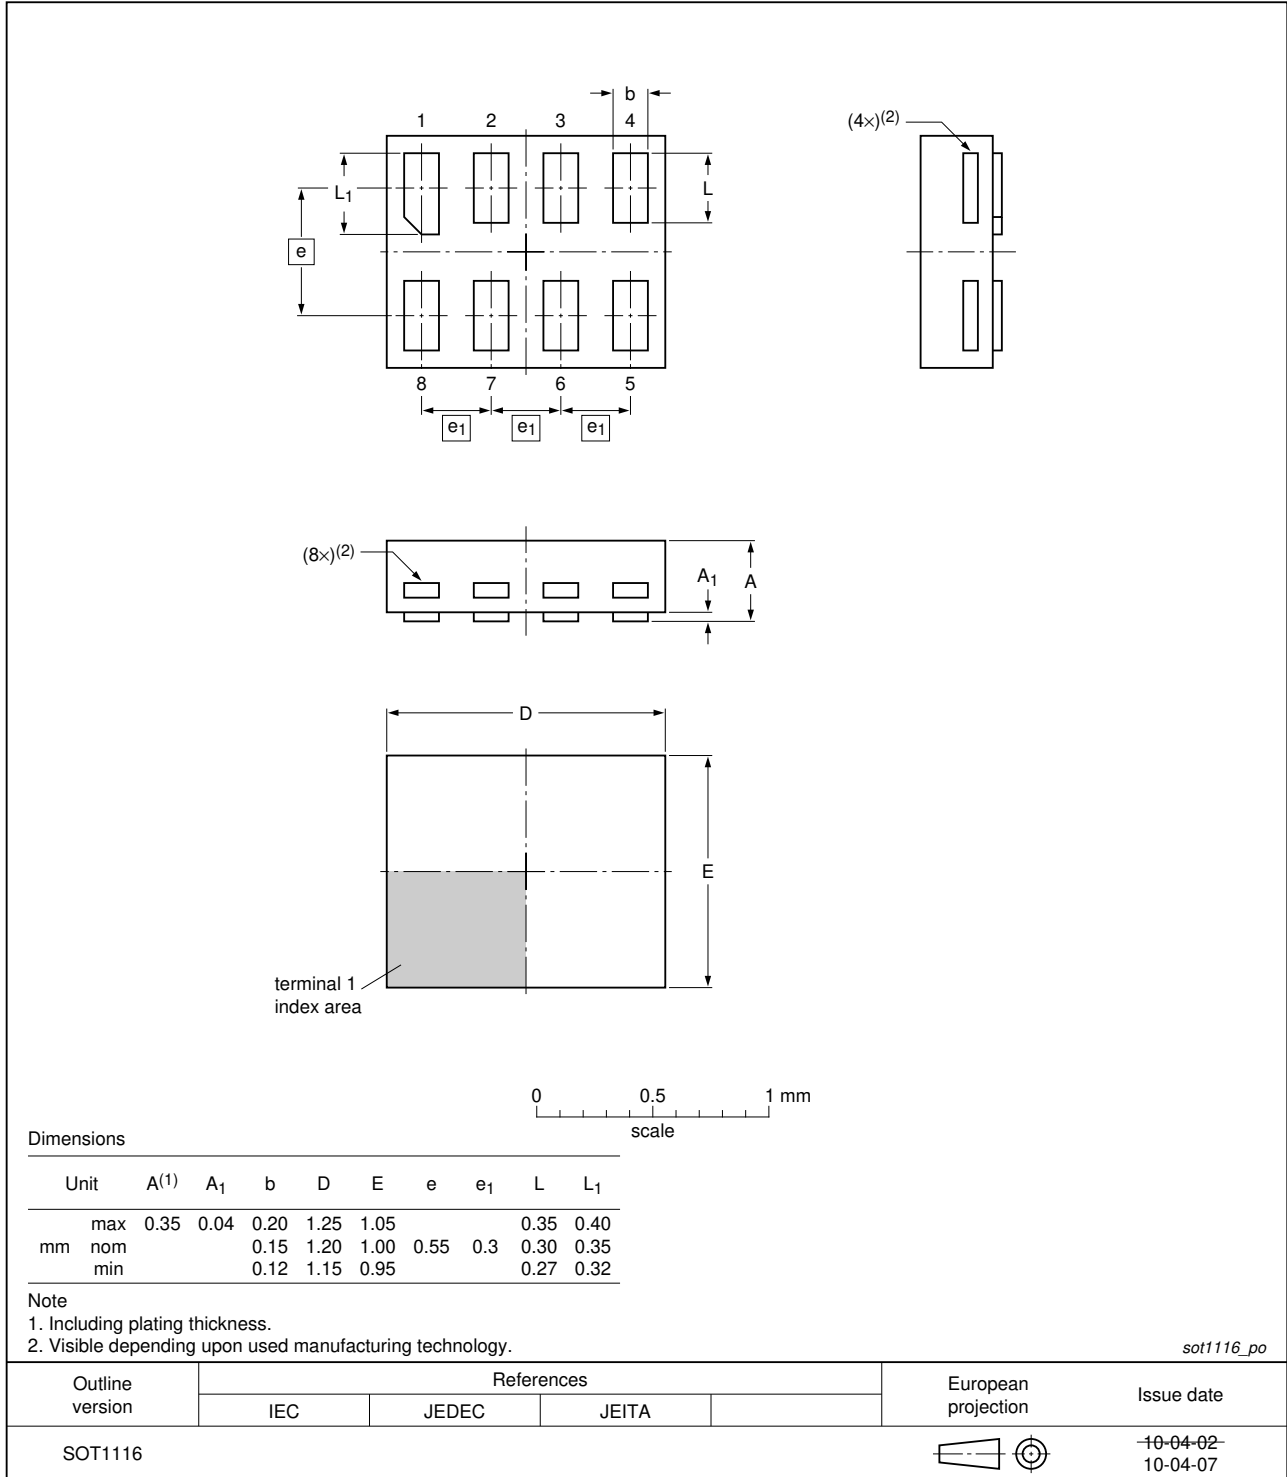 b
1 2 3 4
(4×)(2)
L1
L
e
8 7 6 5
e1 e1 e1
(8×)(2)
A1 A
D
E
terminal 1
index area
0 0.5 1 mm
scale
Dimensions
Unit A(1) A1 b D E e e1 L L1
max 0.35 0.04 0.20 1.25 1.05 0.35 0.40
mm nom 0.15 1.20 1.00 0.55 0.3 0.30 0.35
min 0.12 1.15 0.95 0.27 0.32
Note
1. Including plating thickness.
2. Visible depending upon used manufacturing technology.
sot1116_po
Outline
version
References
IEC JEDEC JEITA
European
projection
Issue date
SOT1116
10-04-02
10-04-07